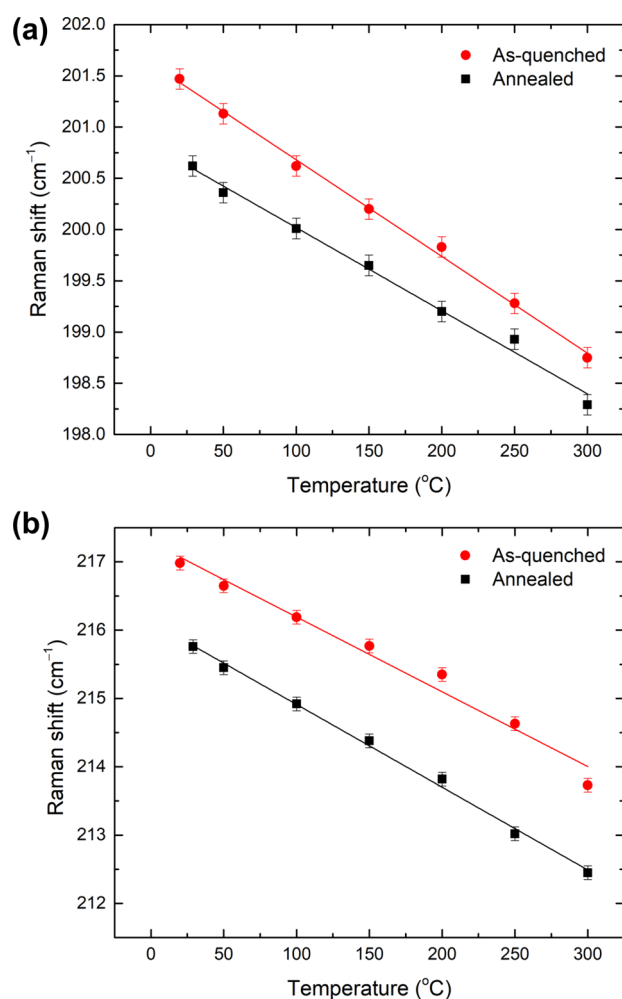 (a)
202.0
201.5
201.0
200.5
200.0
199.5
199.0
198.5
198.0
Raman shift (cm⁻¹)
As-quenched
Annealed
0 50 100 150 200 250 300
Temperature (°C)
(b)
217
216
215
214
213
212
Raman shift (cm⁻¹)
As-quenched
Annealed
0 50 100 150 200 250 300
Temperature (°C)